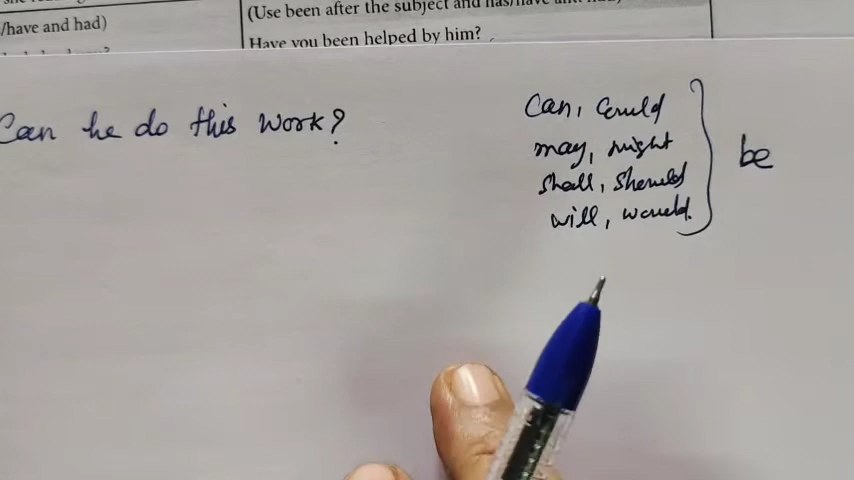 /have and had)
(Use been after the subject and has/have and
Have you been helped by him?
Can he do this work?
Can, Could
may, might
shall, should
will, would.
be